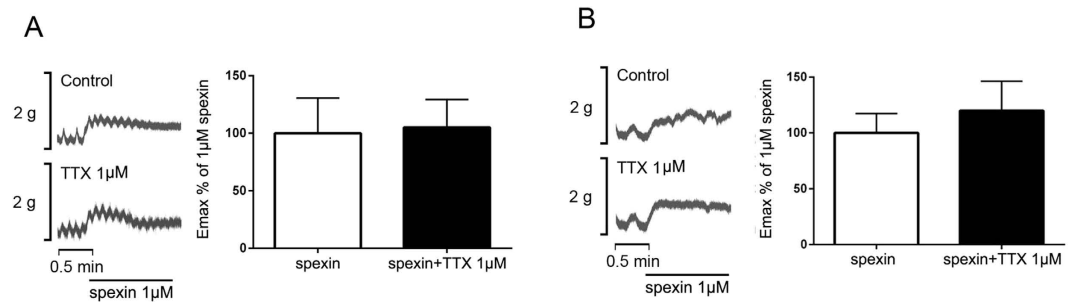 A
Control
2 g
TTX 1µM
2 g
0.5 min
spexin 1µM
Emax % of 1µM spexin
150
100
50
0
spexin
spexin+TTX 1µM
B
Control
2 g
TTX 1µM
2 g
0.5 min
spexin 1µM
Emax % of 1µM spexin
150
100
50
0
spexin
spexin+TTX 1µM